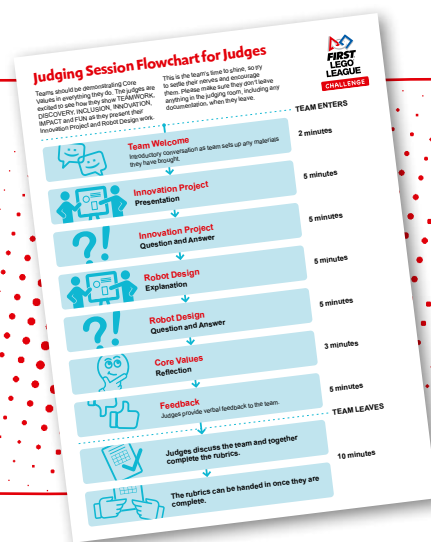 Judging Session Flowchart for Judges
Teams should be demonstrating Core
Values in everything they do. The judges are
excited to see how they show TEAMWORK,
DISCOVERY, INCLUSION, INNOVATION,
IMPACT and FUN as they present their
Innovation Project and Robot Design work.
This is the team's time to shine, so try
to settle their nerves and encourage
them. Please make sure they don't leave
anything in the judging room, including any
documentation, when they leave.
FIRST
LEGO
LEAGUE
CHALLENGE
TEAM ENTERS
Team Welcome
Introductory conversation as team sets up any materials
they have brought.
2 minutes
Innovation Project
Presentation
5 minutes
?!
Innovation Project
Question and Answer
5 minutes
Robot Design
Explanation
5 minutes
?!
Robot Design
Question and Answer
5 minutes
Core Values
Reflection
3 minutes
Feedback
Judges provide verbal feedback to the team.
5 minutes
TEAM LEAVES
Judges discuss the team and together
complete the rubrics.
10 minutes
The rubrics can be handed in once they are
complete.